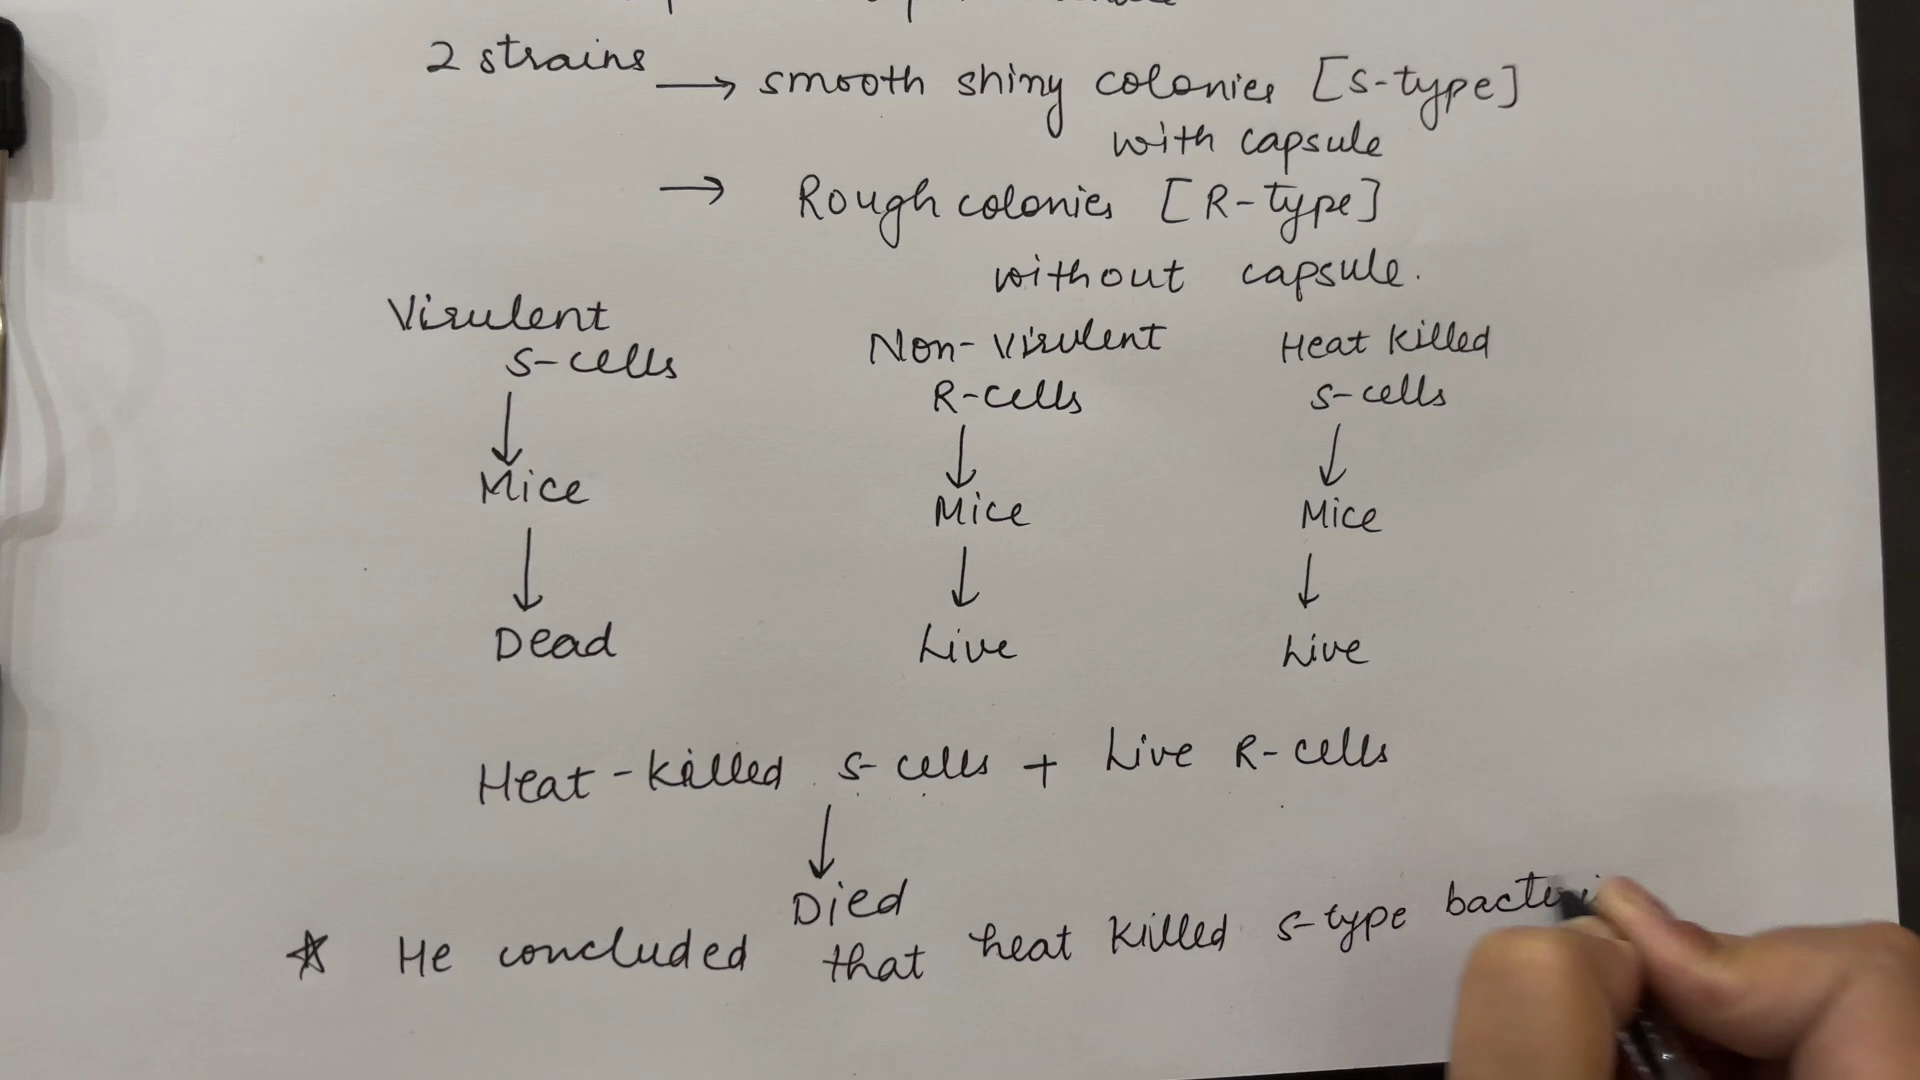 2 strains → smooth shiny colonies [S-type]
with capsule
→ Rough colonies [R-type]
without capsule.
Virulent
S-cells
↓
Mice
↓
Dead
Non-virulent
R-cells
↓
Mice
↓
Live
Heat killed
S-cells
↓
Mice
↓
Live
Heat-killed S-cells + Live R-cells
↓
Died
☆ He concluded that heat killed S-type